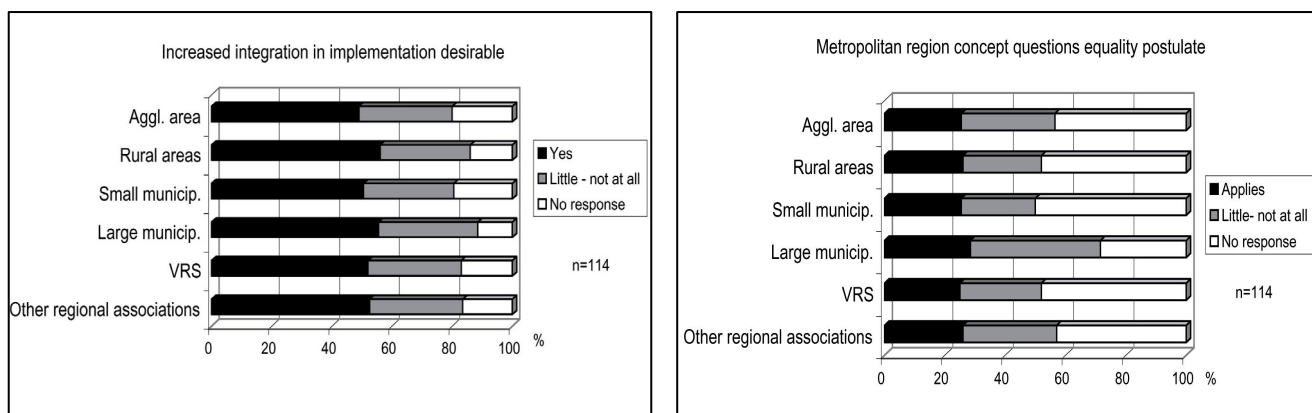 Increased integration in implementation desirable
Aggl. area
Rural areas
Small municip.
Large municip.
VRS
Other regional associations
0 20 40 60 80 100 %
Yes
Little - not at all
No response
n=114
Metropolitan region concept questions equality postulate
Aggl. area
Rural areas
Small municip.
Large municip.
VRS
Other regional associations
0 20 40 60 80 100 %
Applies
Little- not at all
No response
n=114